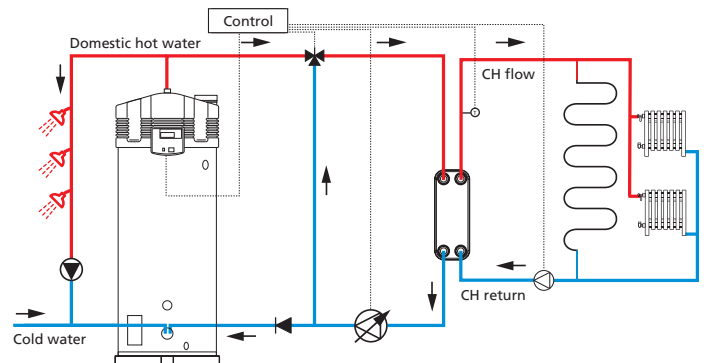 Control
Domestic hot water
CH flow
CH return
Cold water